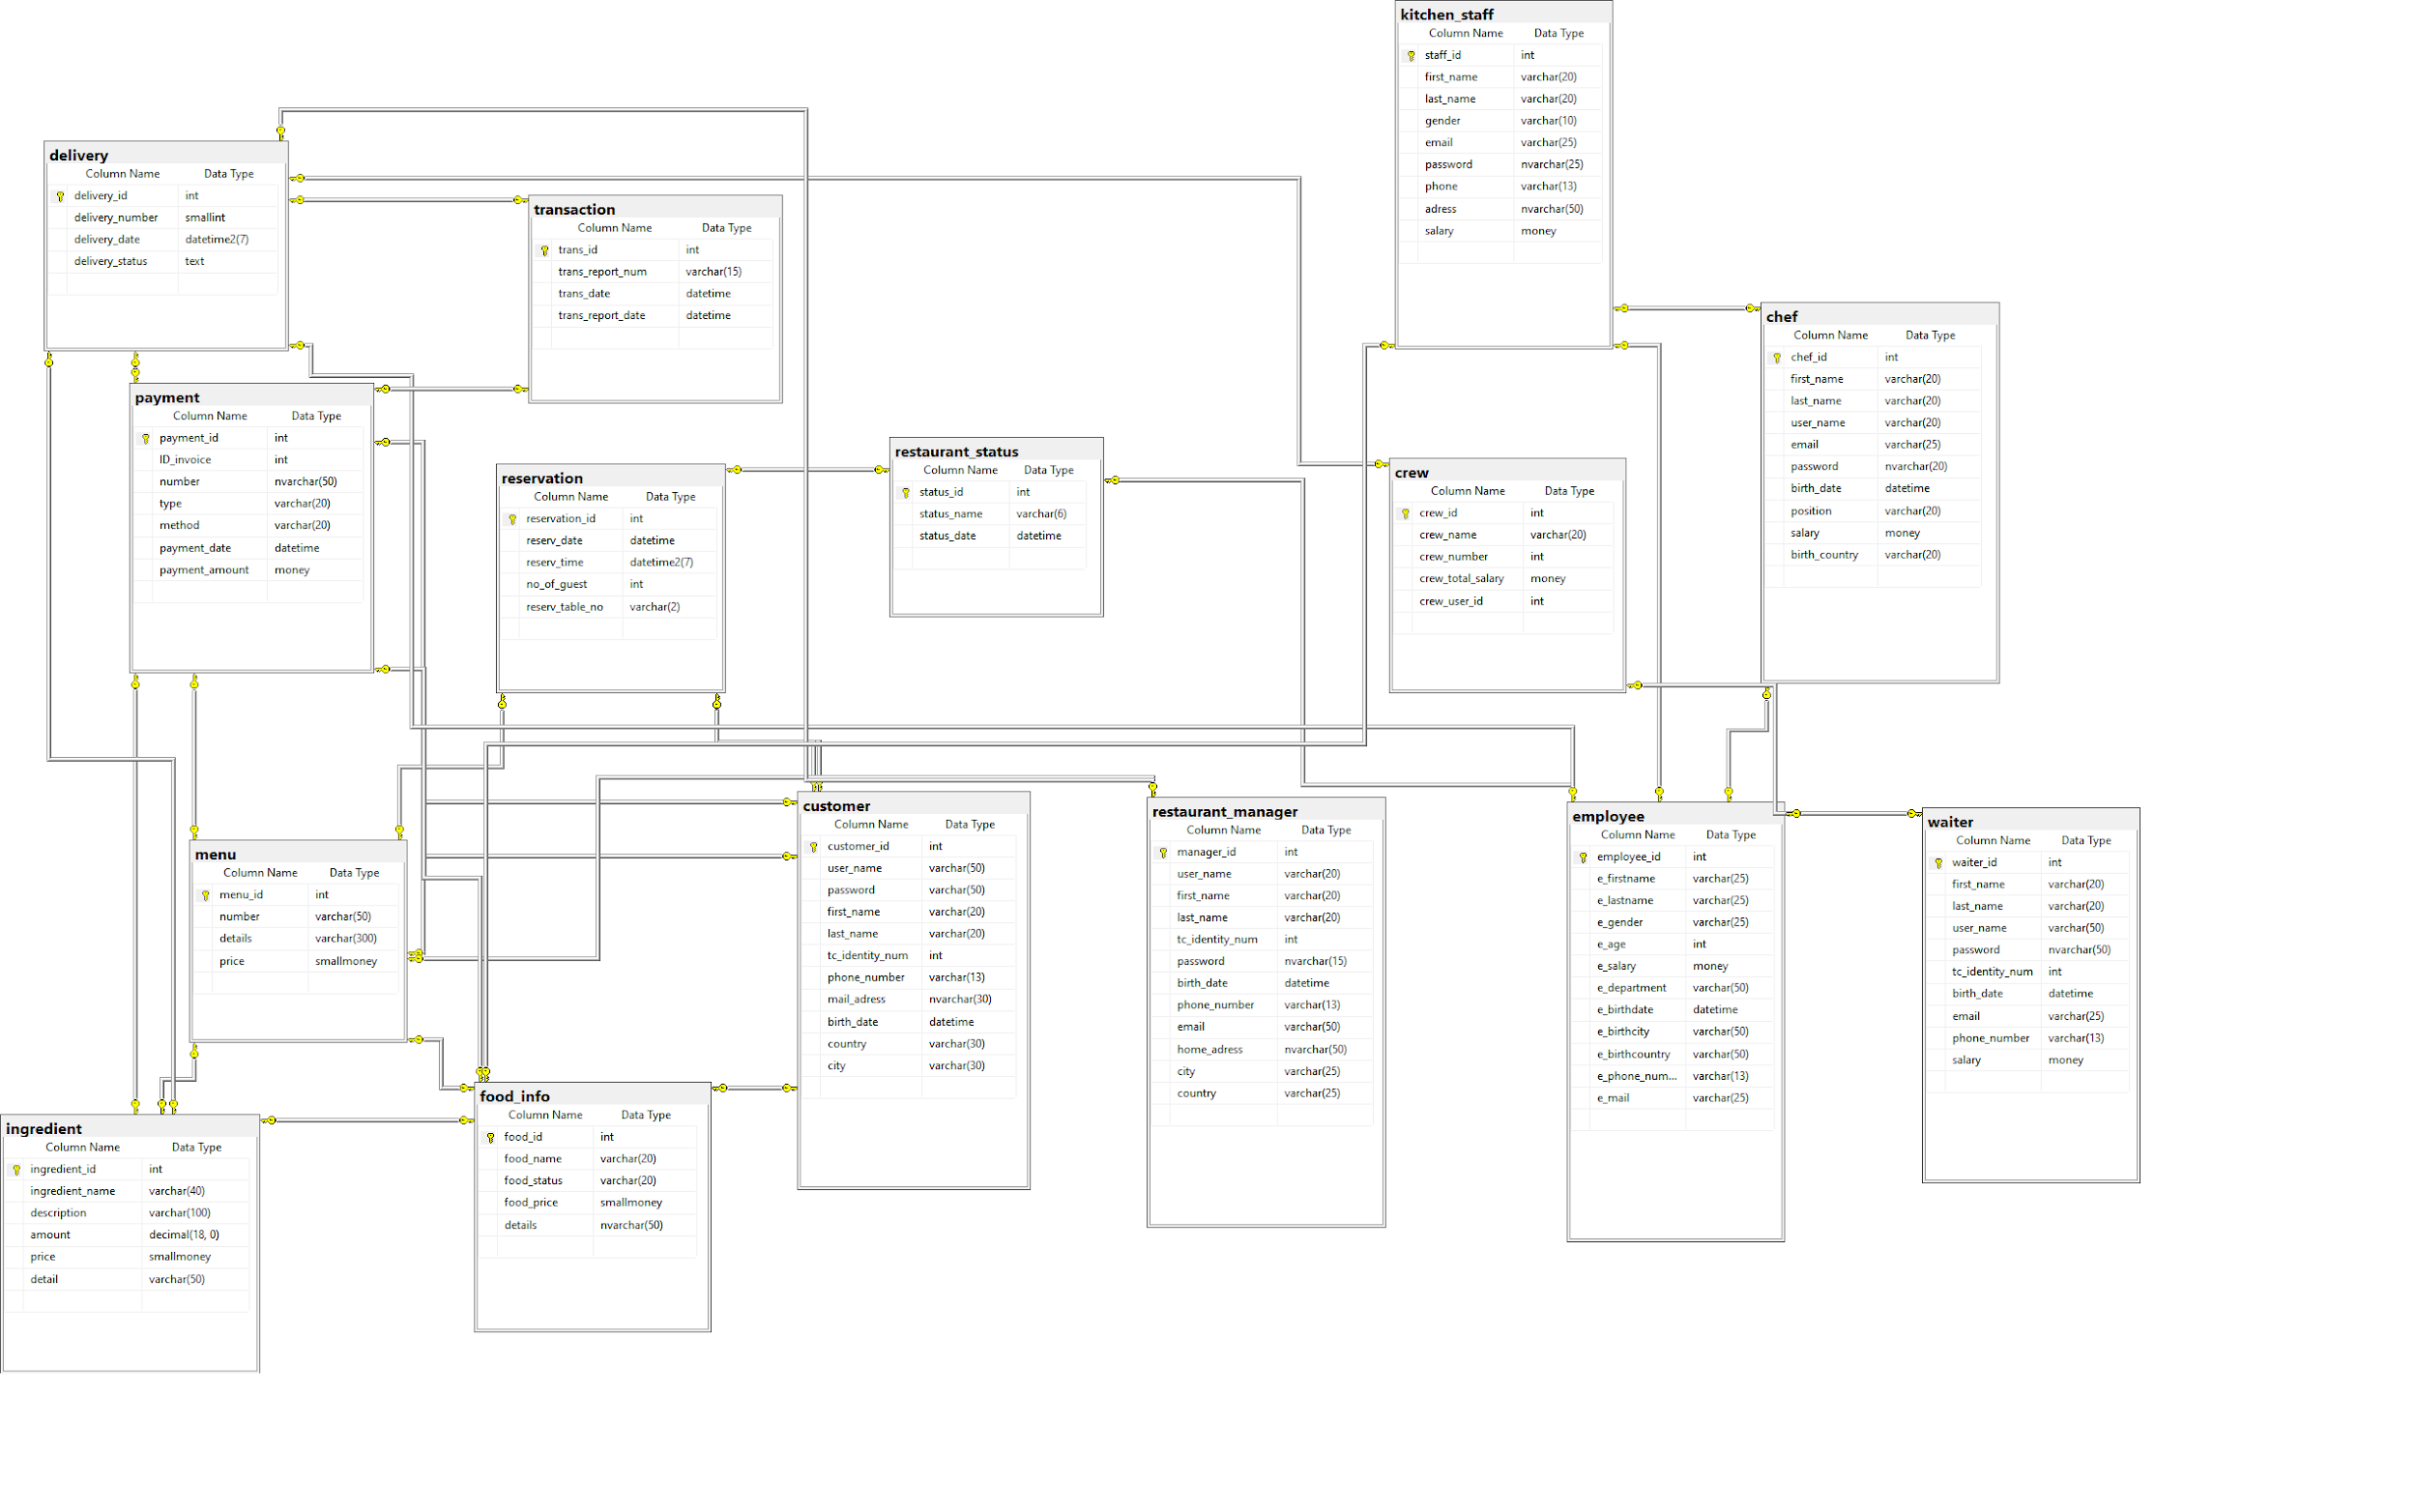 kitchen_staff
Column Name Data Type
staff_id int
first_name varchar(20)
last_name varchar(20)
gender varchar(10)
email varchar(25)
password nvarchar(25)
phone varchar(13)
adress nvarchar(50)
salary money
delivery
Column Name Data Type
delivery_id int
delivery_number smallint
delivery_date datetime2(7)
delivery_status text
transaction
Column Name Data Type
trans_id int
trans_report_num varchar(15)
trans_date datetime
trans_report_date datetime
chef
Column Name Data Type
chef_id int
first_name varchar(20)
last_name varchar(20)
user_name varchar(20)
email varchar(25)
password nvarchar(20)
birth_date datetime
position varchar(20)
salary money
birth_country varchar(20)
payment
Column Name Data Type
payment_id int
ID_invoice int
number nvarchar(50)
type varchar(20)
method varchar(20)
payment_date datetime
payment_amount money
reservation
Column Name Data Type
reservation_id int
reserv_date datetime
reserv_time datetime2(7)
no_of_guest int
reserv_table_no varchar(2)
restaurant_status
Column Name Data Type
status_id int
status_name varchar(6)
status_date datetime
crew
Column Name Data Type
crew_id int
crew_name varchar(20)
crew_number int
crew_total_salary money
crew_user_id int
menu
Column Name Data Type
menu_id int
number varchar(50)
details varchar(300)
price smallmoney
customer
Column Name Data Type
customer_id int
user_name varchar(50)
password varchar(50)
first_name varchar(20)
last_name varchar(20)
tc_identity_num int
phone_number varchar(13)
mail_adress nvarchar(30)
birth_date datetime
country varchar(30)
city varchar(30)
restaurant_manager
Column Name Data Type
manager_id int
user_name varchar(20)
first_name varchar(20)
last_name varchar(20)
tc_identity_num int
password nvarchar(15)
birth_date datetime
phone_number varchar(13)
email varchar(50)
home_adress nvarchar(50)
city varchar(25)
country varchar(25)
employee
Column Name Data Type
employee_id int
e_firstname varchar(25)
e_lastname varchar(25)
e_gender varchar(25)
e_age int
e_salary money
e_department varchar(50)
e_birthdate datetime
e_birthcity varchar(50)
e_birthcountry varchar(50)
e_phone_num... varchar(13)
e_mail varchar(25)
waiter
Column Name Data Type
waiter_id int
first_name varchar(20)
last_name varchar(20)
user_name varchar(50)
password nvarchar(50)
tc_identity_num int
birth_date datetime
email varchar(25)
phone_number varchar(13)
salary money
ingredient
Column Name Data Type
ingredient_id int
ingredient_name varchar(40)
description varchar(100)
amount decimal(18, 0)
price smallmoney
detail varchar(50)
food_info
Column Name Data Type
food_id int
food_name varchar(20)
food_status varchar(20)
food_price smallmoney
details nvarchar(50)